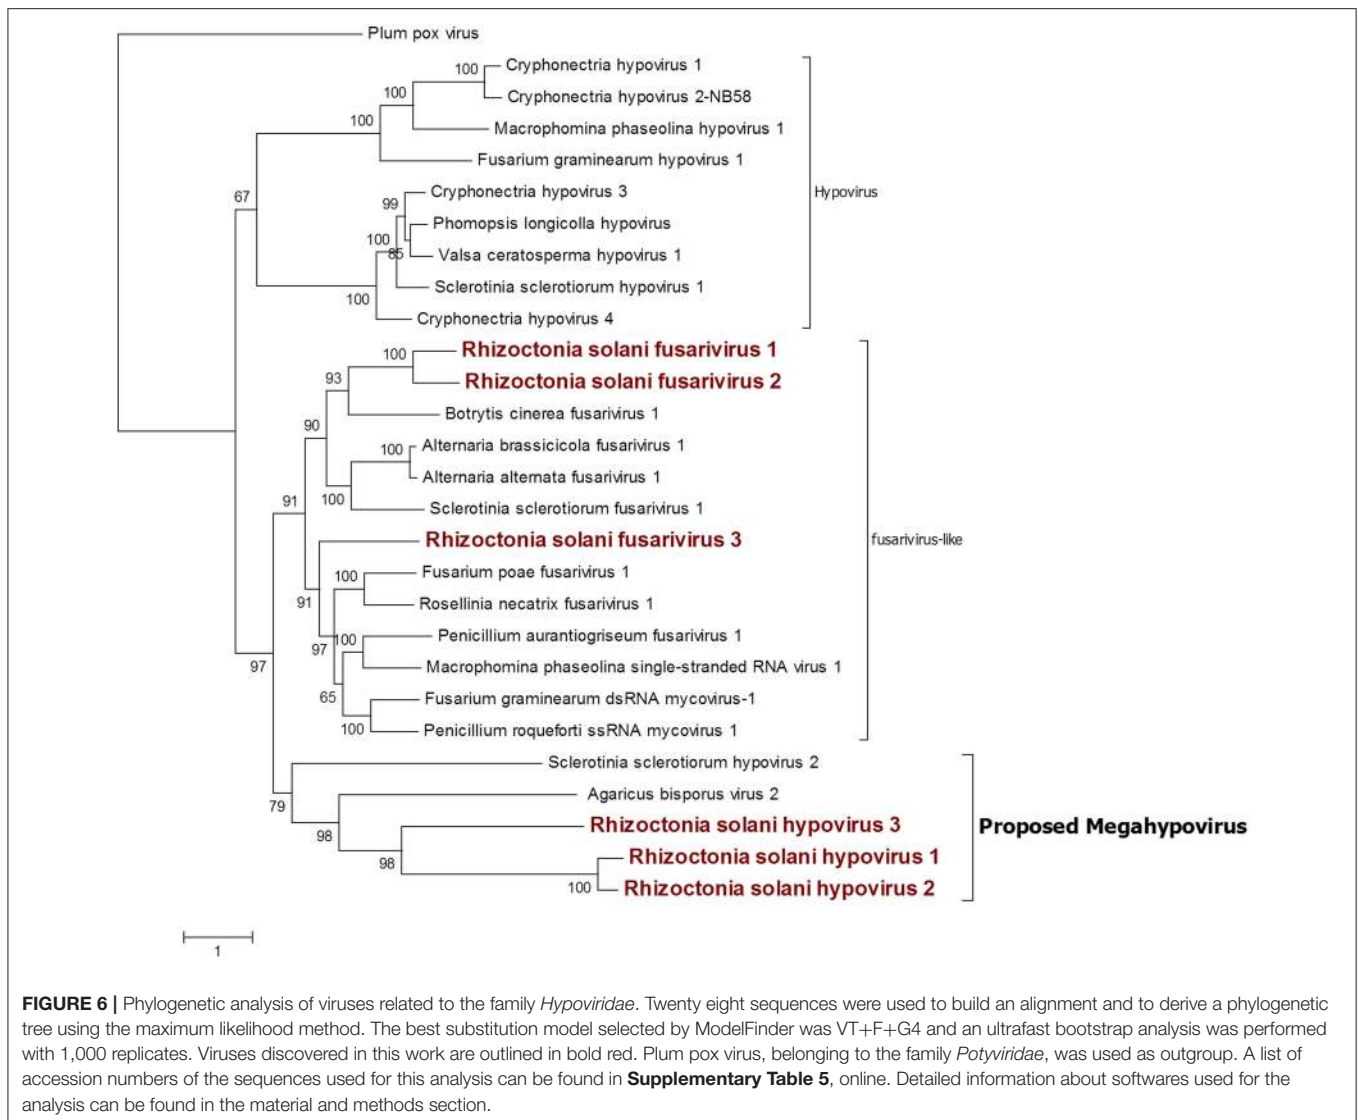 Plum pox virus
100
Cryphonectria hypovirus 1
Cryphonectria hypovirus 2-NB58
100
Macrophomina phaseolina hypovirus 1
100
Fusarium graminearum hypovirus 1
Cryphonectria hypovirus 3
Hypovirus
67
99
Phomopsis longicolla hypovirus
100
85
Valsa ceratosperma hypovirus 1
Sclerotinia sclerotiorum hypovirus 1
100
Cryphonectria hypovirus 4
Rhizoctonia solani fusarivirus 1
100
93
Rhizoctonia solani fusarivirus 2
Botrytis cinerea fusarivirus 1
90
Alternaria brassicicola fusarivirus 1
100
Alternaria alternata fusarivirus 1
100
91
Sclerotinia sclerotiorum fusarivirus 1
Rhizoctonia solani fusarivirus 3
fusarivirus-like
Fusarium poae fusarivirus 1
100
91
Rosellinia necatrix fusarivirus 1
Penicillium aurantiogriseum fusarivirus 1
97
100
Macrophomina phaseolina single-stranded RNA virus 1
97
65
Fusarium graminearum dsRNA mycovirus-1
100
Penicillium roqueforti ssRNA mycovirus 1
Sclerotinia sclerotiorum hypovirus 2
79
Agaricus bisporus virus 2
98
Rhizoctonia solani hypovirus 3
Proposed Megahypovirus
98
Rhizoctonia solani hypovirus 1
100
Rhizoctonia solani hypovirus 2
1
FIGURE 6 | Phylogenetic analysis of viruses related to the family Hypoviridae. Twenty eight sequences were used to build an alignment and to derive a phylogenetic
tree using the maximum likelihood method. The best substitution model selected by ModelFinder was VT+F+G4 and an ultrafast bootstrap analysis was performed
with 1,000 replicates. Viruses discovered in this work are outlined in bold red. Plum pox virus, belonging to the family Potyviridae, was used as outgroup. A list of
accession numbers of the sequences used for this analysis can be found in Supplementary Table 5, online. Detailed information about softwares used for the
analysis can be found in the material and methods section.